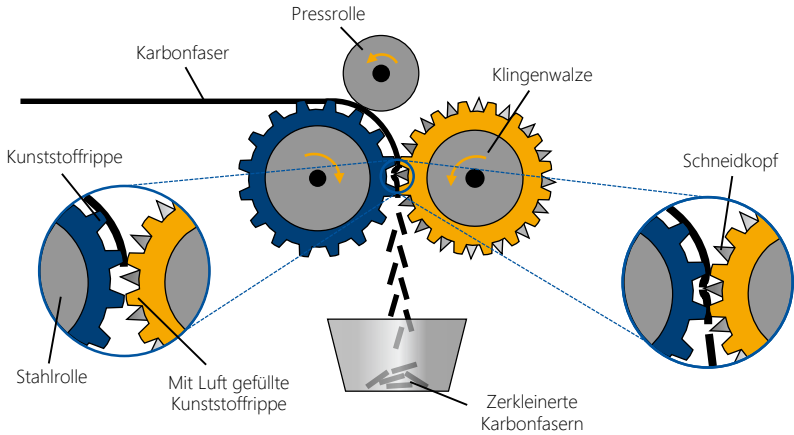 Pressrolle
Karbonfaser
Klingenwalze
Kunststoffrippe
Schneidkopf
Stahlrolle
Mit Luft gefüllte
Kunststoffrippe
Zerkleinerte
Karbonfasern